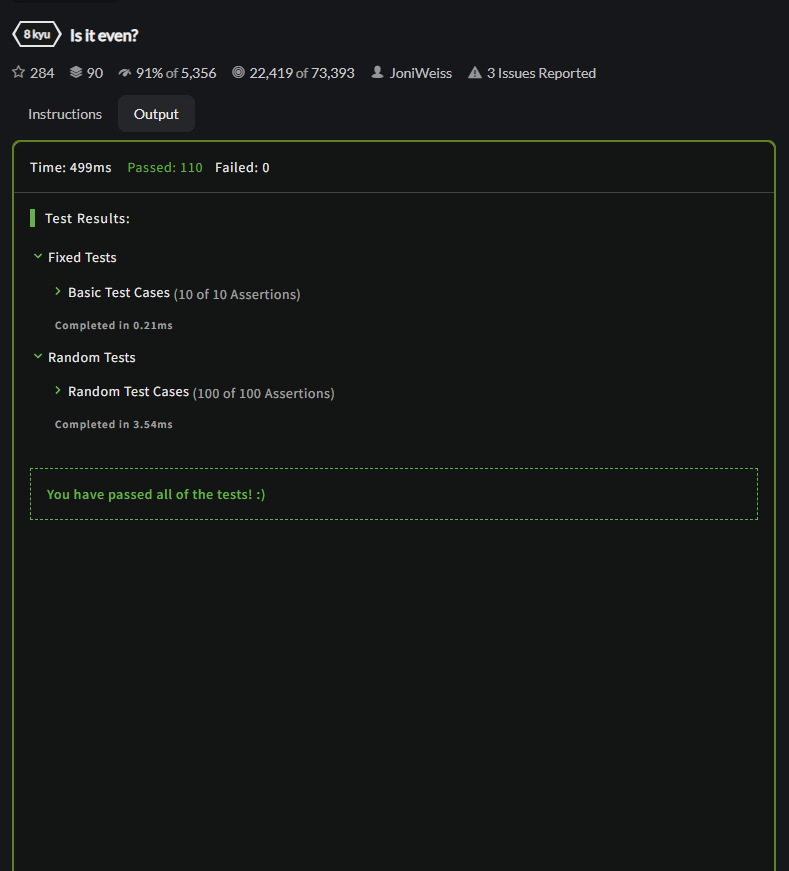 8 kyu Is it even?
284 90 91% of 5,356 22,419 of 73,393 JoniWeiss 3 Issues Reported
Instructions Output
Time: 499ms Passed: 110 Failed: 0
Test Results:
Fixed Tests
Basic Test Cases (10 of 10 Assertions)
Completed in 0.21ms
Random Tests
Random Test Cases (100 of 100 Assertions)
Completed in 3.54ms
You have passed all of the tests! :)